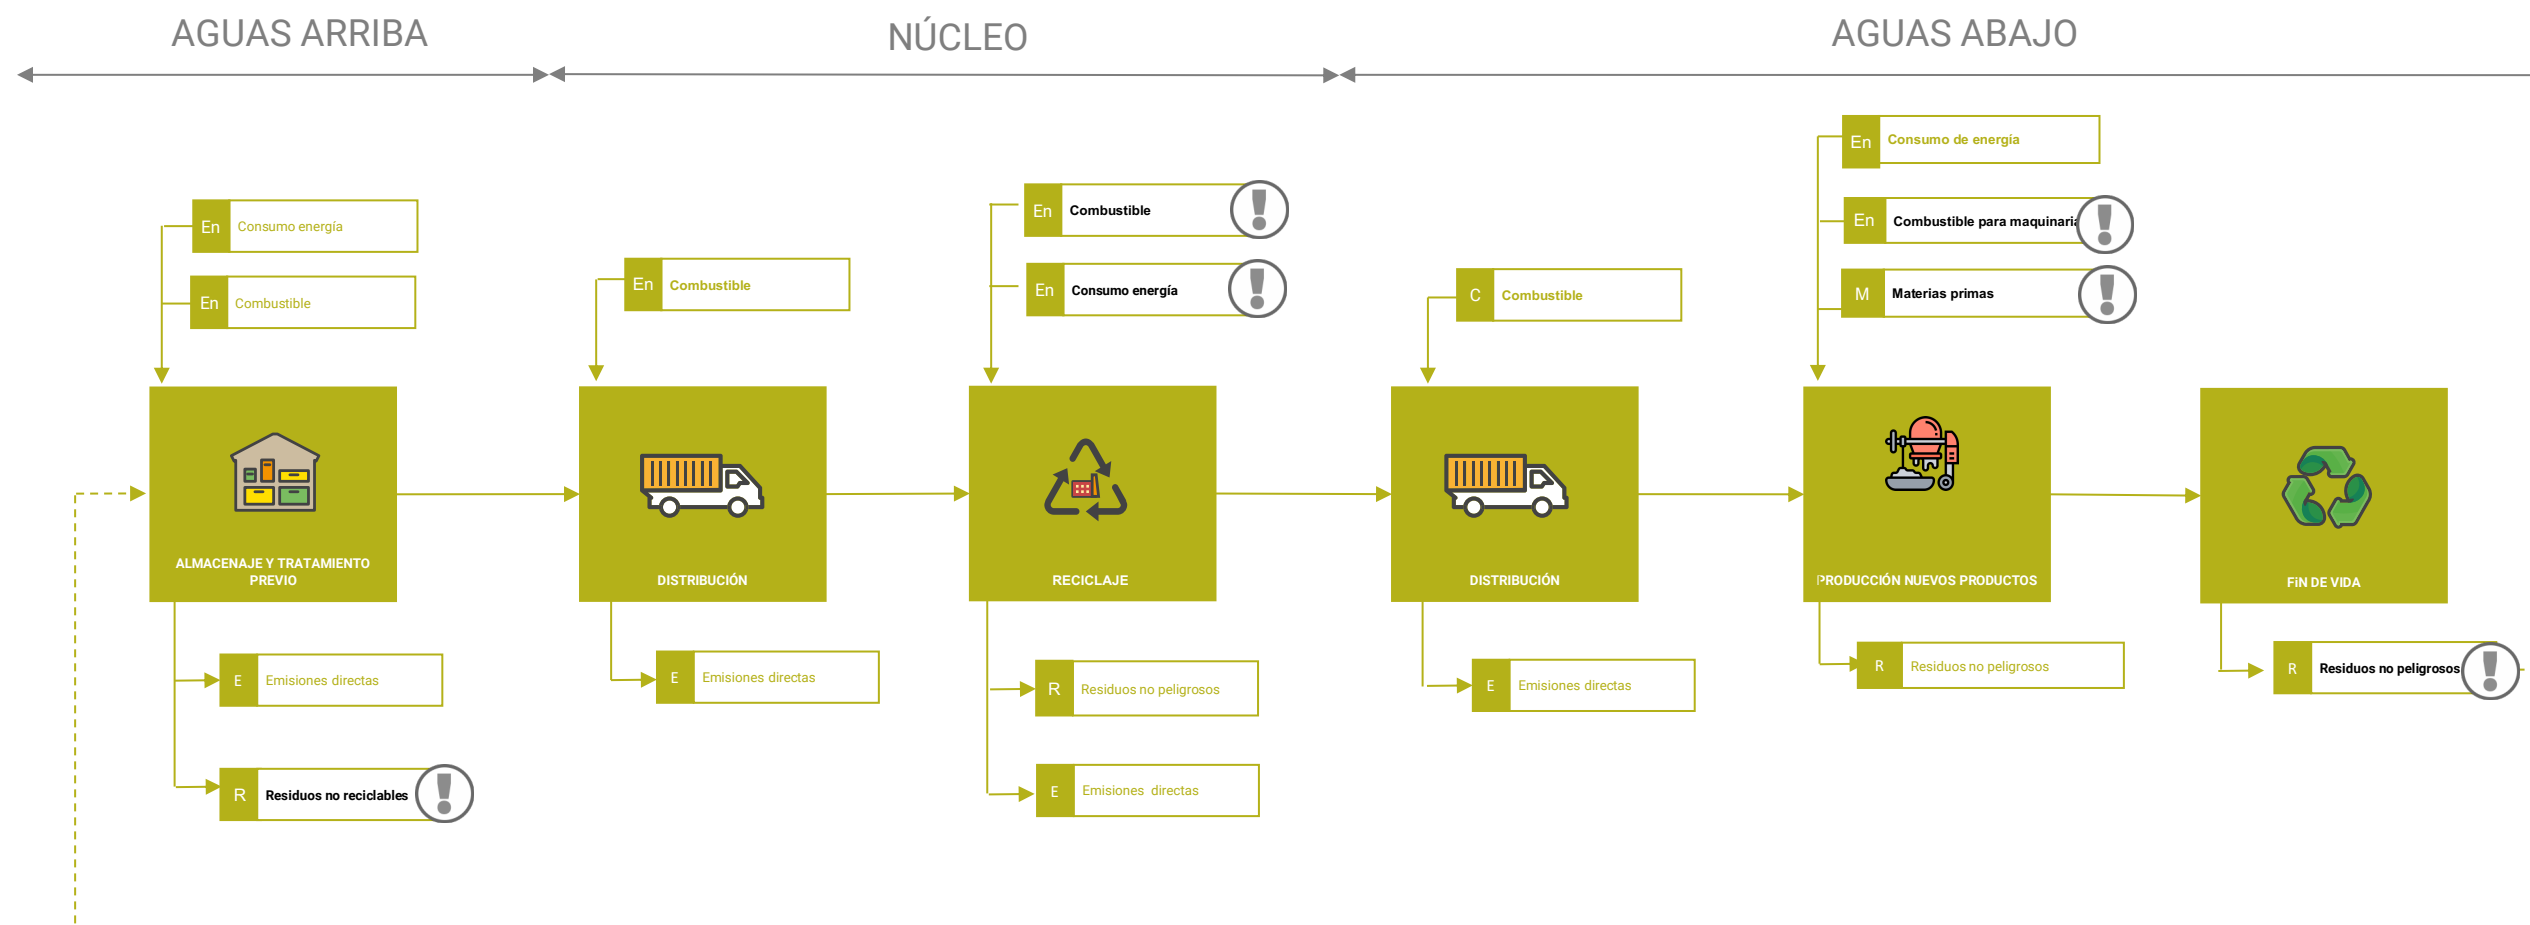 AGUAS ARRIBA
NÚCLEO
AGUAS ABAJO
En Consumo energía
En Combustible
En Combustible
En Combustible
En Consumo energía
C Combustible
En Consumo de energía
En Combustible para maquinaria
M Materias primas
ALMACENAJE Y TRATAMIENTO
PREVIO
DISTRIBUCIÓN
RECICLAJE
DISTRIBUCIÓN
PRODUCCIÓN NUEVOS PRODUCTOS
FiN DE VIDA
E Emisiones directas
R Residuos no reciclables
E Emisiones directas
R Residuos no peligrosos
E Emisiones directas
E Emisiones directas
R Residuos no peligrosos
R Residuos no peligrosos